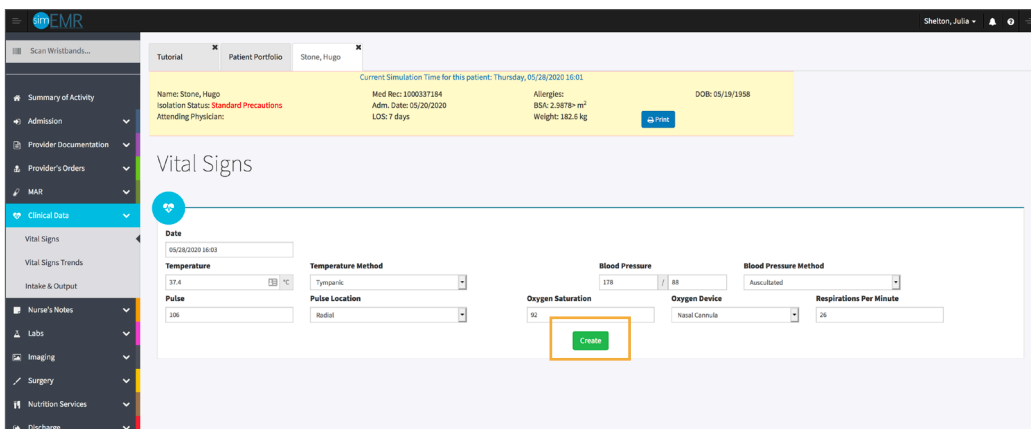 simEMR
Shelton, Julia
Scan Wristbands...
Summary of Activity
Admission
Provider Documentation
Provider's Orders
MAR
Clinical Data
Vital Signs
Vital Signs Trends
Intake & Output
Nurse's Notes
Labs
Imaging
Surgery
Nutrition Services
Discharge
Tutorial
Patient Portfolio
Stone, Hugo
Current Simulation Time for this patient: Thursday, 05/28/2020 16:01
Name: Stone, Hugo Med Rec: 1000337184 Allergies: DOB: 05/19/1958
Isolation Status: Standard Precautions Adm. Date: 05/20/2020 BSA: 2.9878> m²
Attending Physician: LOS: 7 days Weight: 182.6 kg Print
Vital Signs
Date
05/28/2020 16:03
Temperature Temperature Method Blood Pressure Blood Pressure Method
37.4 °C Tympanic 178 / 88 Auscultated
Pulse Pulse Location Oxygen Saturation Oxygen Device Respirations Per Minute
106 Radial 92 Nasal Cannula 26
Create